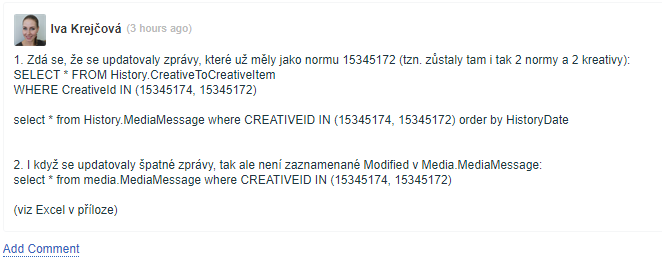 Iva Krejčová (3 hours ago)
1. Zdá se, že se updatovaly zprávy, které už měly jako normu 15345172 (tzn. zůstaly tam i tak 2 normy a 2 kreativy):
SELECT * FROM History.CreativeToCreativeItem
WHERE CreativeId IN (15345174, 15345172)
select * from History.MediaMessage where CREATIVEID IN (15345174, 15345172) order by HistoryDate
2. I když se updatovaly špatné zprávy, tak ale není zaznamenané Modified v Media.MediaMessage:
select * from media.MediaMessage where CREATIVEID IN (15345174, 15345172)
(viz Excel v příloze)
Add Comment